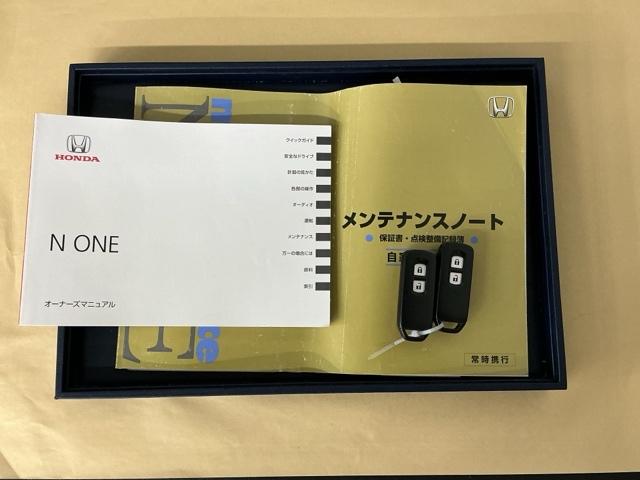 HONDA
N ONE
オーナーズマニュアル
クイックガイド
安全なドライブ
計器の見かた
各部の操作
オーディオ
運転
メンテナンス
万一の場合には
資料
索引
メンテナンスノート
保証書・点検整備記録簿
自
常時携行